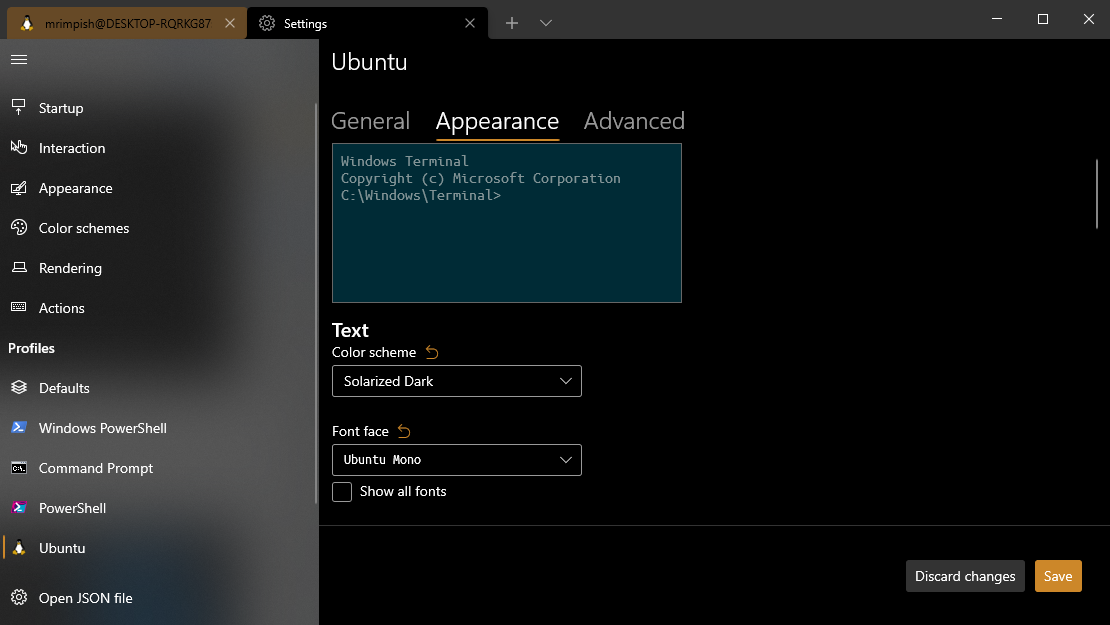 mrimpish@DESKTOP-RQRKG87
Settings
Startup
Interaction
Appearance
Color schemes
Rendering
Actions
Profiles
Defaults
Windows PowerShell
Command Prompt
PowerShell
Ubuntu
Open JSON file
Ubuntu
General Appearance Advanced
Windows Terminal
Copyright (c) Microsoft Corporation
C:\Windows\Terminal>
Text
Color scheme
Solarized Dark
Font face
Ubuntu Mono
Show all fonts
Discard changes Save